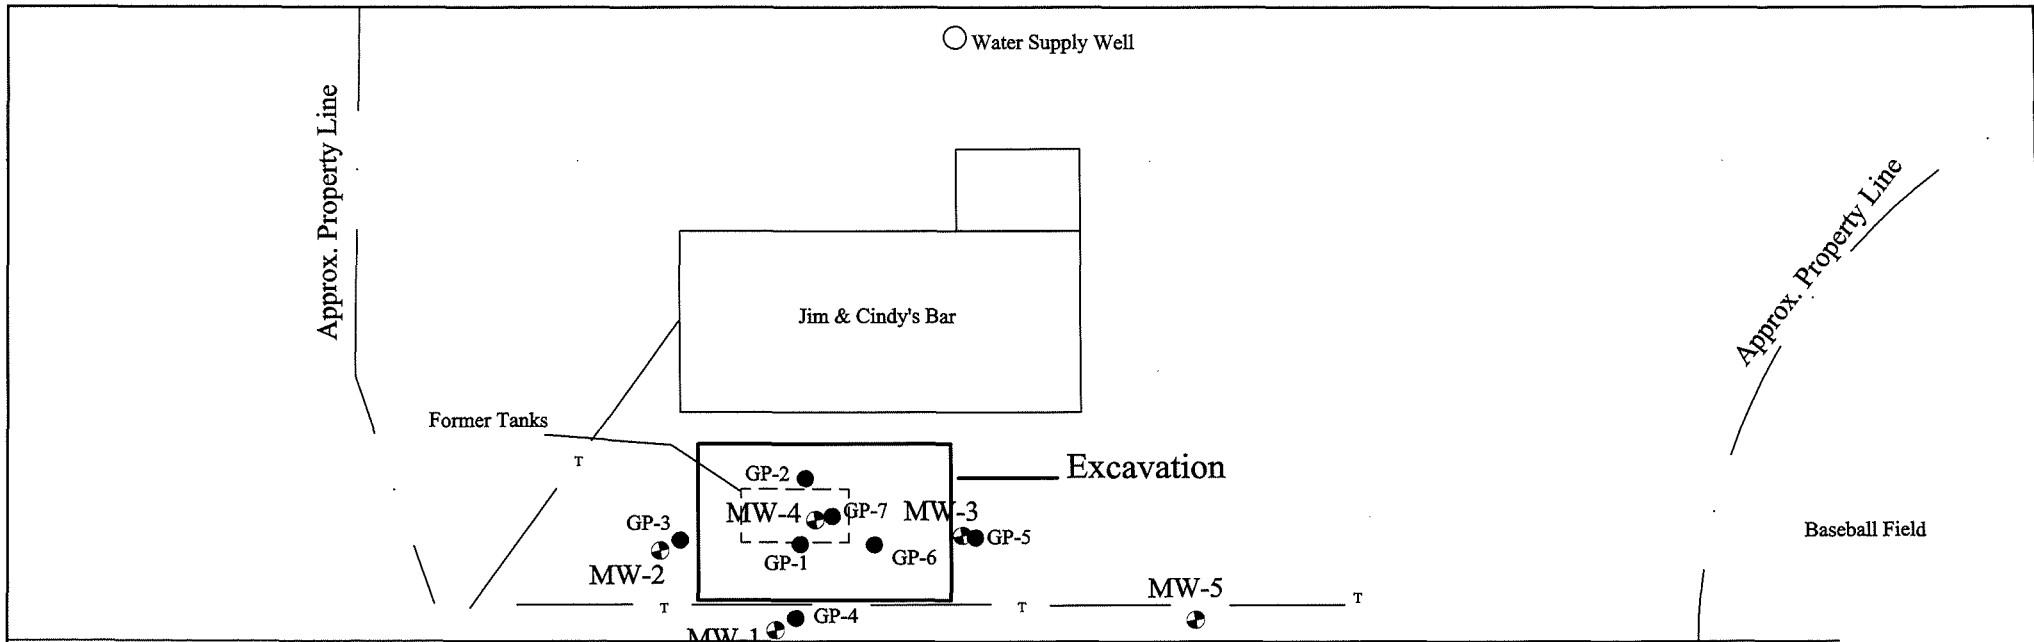 Water Supply Well
Approx. Property Line
Approx. Property Line
Jim & Cindy's Bar
Former Tanks
T
Excavation
GP-2
MW-4
GP-7
MW-3
GP-3
GP-5
Baseball Field
GP-1
GP-6
MW-2
MW-5
T
T
T
GP-4
MW-1